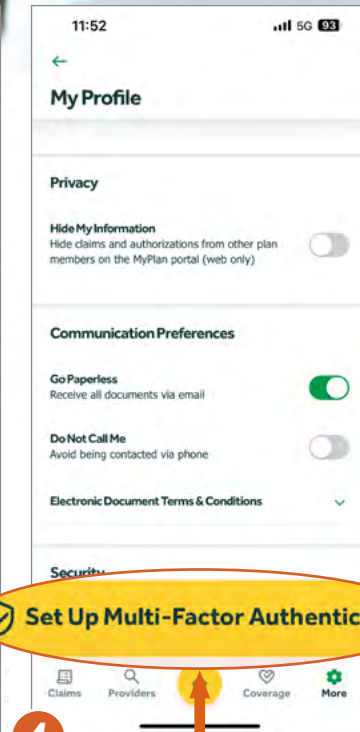 11:52 5G 93
My Profile
Privacy
Hide My Information
Hide claims and authorizations from other plan
members on the MyPlan portal (web only)
Communication Preferences
Go Paperless
Receive all documents via email
Do Not Call Me
Avoid being contacted via phone
Electronic Document Terms & Conditions
Security
Set Up Multi-Factor Authentic
Claims Providers Coverage More